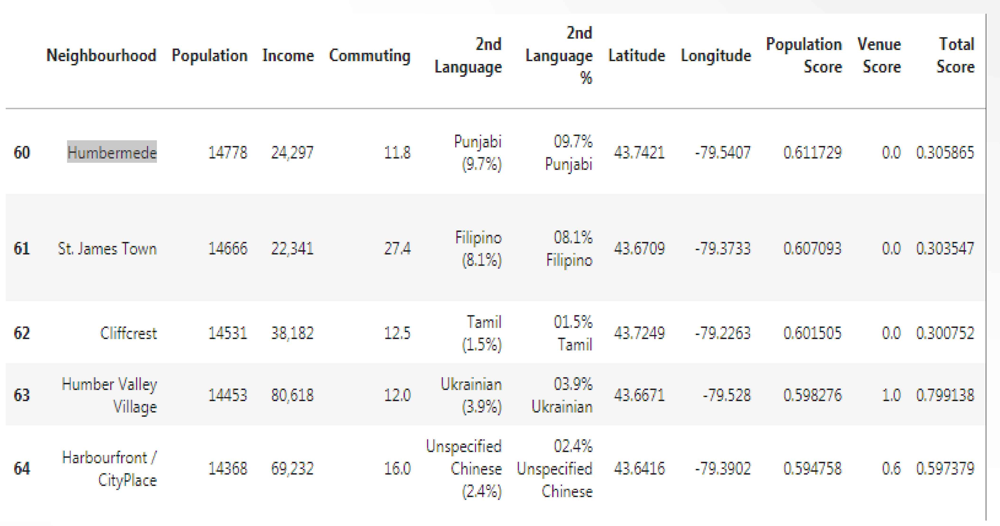 Neighbourhood Population Income Commuting 2nd Language 2nd Language % Latitude Longitude Population Score Venue Score Total Score
60 Humbermede 14778 24,297 11.8 Punjabi (9.7%) 09.7% Punjabi 43.7421 -79.5407 0.611729 0.0 0.305865
61 St. James Town 14666 22,341 27.4 Filipino (8.1%) 08.1% Filipino 43.6709 -79.3733 0.607093 0.0 0.303547
62 Cliffcrest 14531 38,182 12.5 Tamil (1.5%) 01.5% Tamil 43.7249 -79.2263 0.601505 0.0 0.300752
63 Humber Valley Village 14453 80,618 12.0 Ukrainian (3.9%) 03.9% Ukrainian 43.6671 -79.528 0.598276 1.0 0.799138
64 Harbourfront / CityPlace 14368 69,232 16.0 Unspecified Chinese (2.4%) 02.4% Unspecified Chinese 43.6416 -79.3902 0.594758 0.6 0.597379